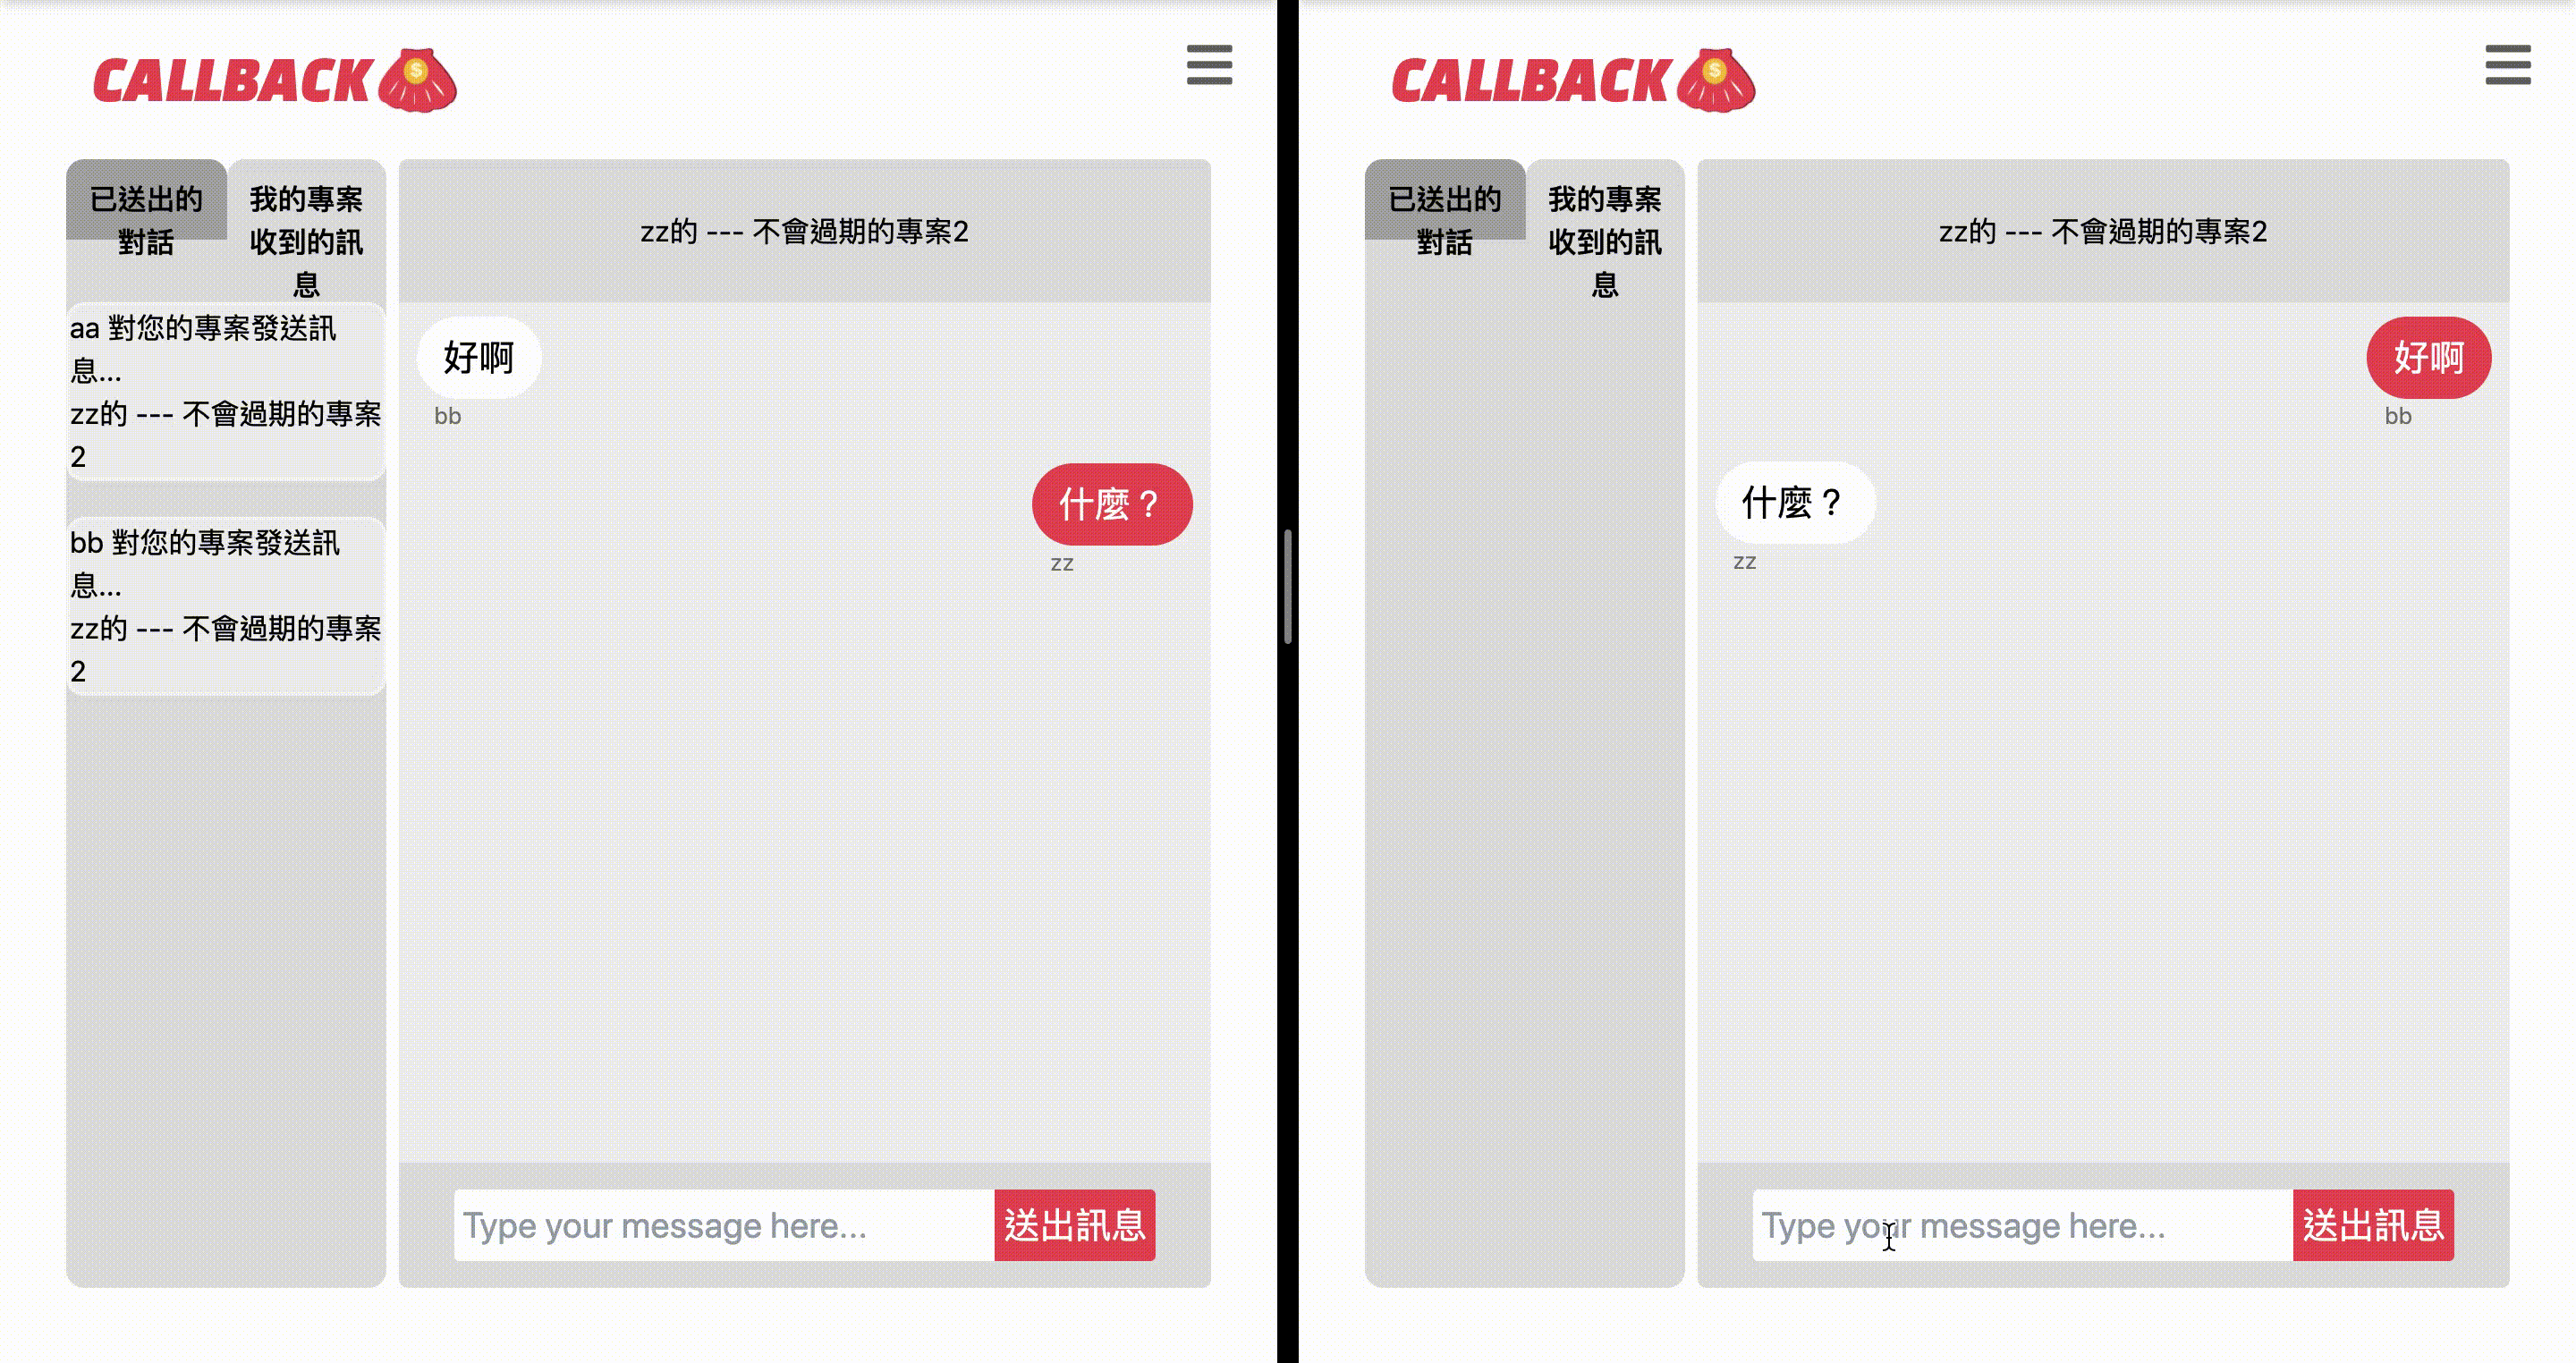 CALLBACK
已送出的
對話
我的專案
收到的訊
息
aa 對您的專案發送訊
息...
zz的 --- 不會過期的專案
2
bb 對您的專案發送訊
息...
zz的 --- 不會過期的專案
2
zz的 --- 不會過期的專案2
好啊
bb
什麼？
zz
Type your message here...
送出訊息
CALLBACK
已送出的
對話
我的專案
收到的訊
息
zz的 --- 不會過期的專案2
好啊
bb
什麼？
zz
Type your message here...
送出訊息